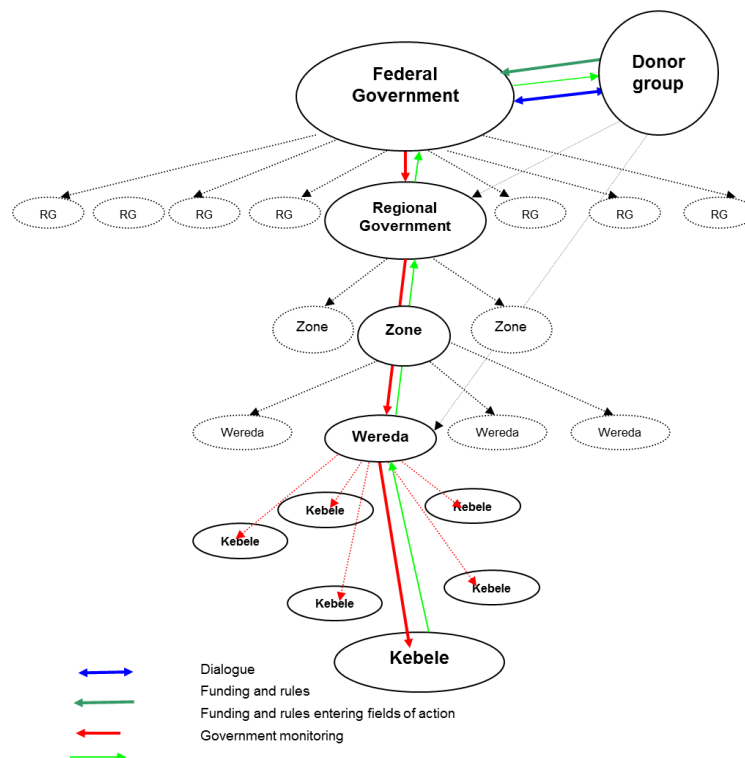 Federal
Government
Donor
group
RG
RG
RG
RG
Regional
Government
RG
RG
RG
Zone
Zone
Zone
Wereda
Wereda
Wereda
Wereda
Kebele
Kebele
Kebele
Kebele
Kebele
Kebele
Dialogue
Funding and rules
Funding and rules entering fields of action
Government monitoring